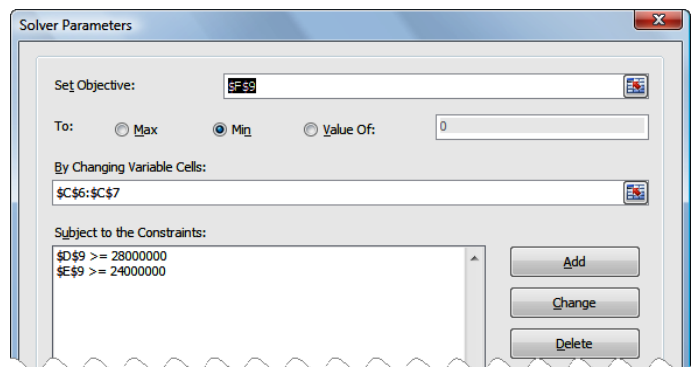 Solver Parameters
X
Set Objective:
$F$9
To:
Max
Min
Value Of:
0
By Changing Variable Cells:
$C$6:$C$7
Subject to the Constraints:
$D$9 >= 28000000
$E$9 >= 24000000
Add
Change
Delete